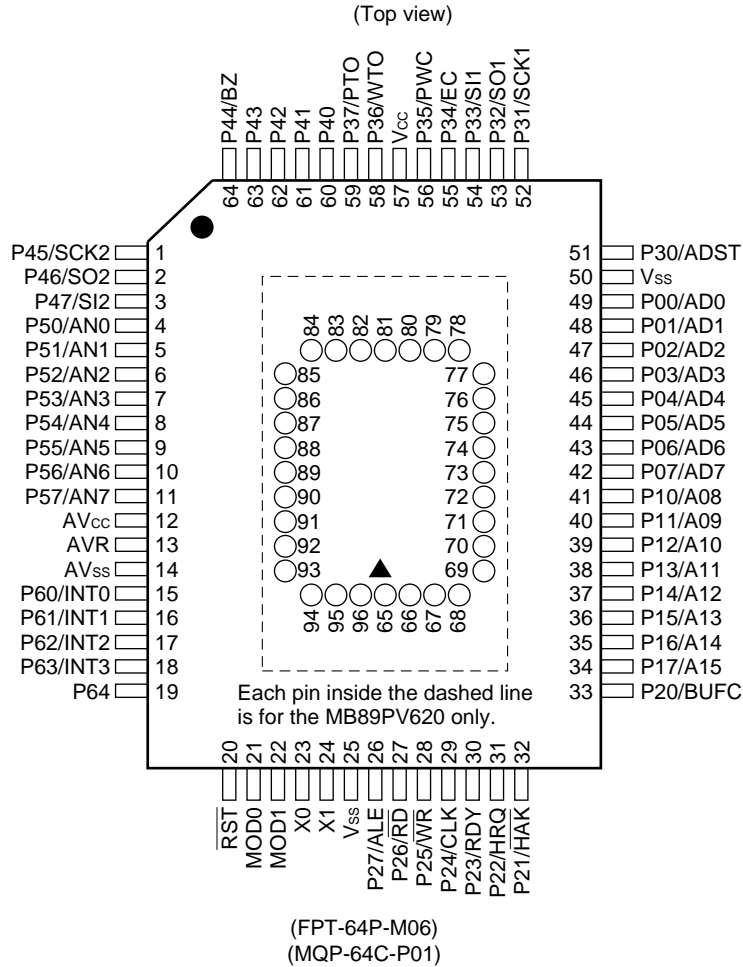 (Top view)
P44/BZ
P43
P42
P41
P40
P37/PTO
P36/WTO
Vcc
P35/PWC
P34/EC
P33/SI1
P32/SO1
P31/SCK1
64
63
62
61
60
59
58
57
56
55
54
53
52
P45/SCK2 1
P46/SO2 2
P47/SI2 3
P50/AN0 4
P51/AN1 5
P52/AN2 6
P53/AN3 7
P54/AN4 8
P55/AN5 9
P56/AN6 10
P57/AN7 11
AVcc 12
AVR 13
AVss 14
P60/INT0 15
P61/INT1 16
P62/INT2 17
P63/INT3 18
P64 19
84
83
82
81
80
79
78
85
86
87
88
89
90
91
92
93
77
76
75
74
73
72
71
70
69
94
95
96
65
66
67
68
Each pin inside the dashed line
is for the MB89PV620 only.
51 P30/ADST
50 Vss
49 P00/AD0
48 P01/AD1
47 P02/AD2
46 P03/AD3
45 P04/AD4
44 P05/AD5
43 P06/AD6
42 P07/AD7
41 P10/A08
40 P11/A09
39 P12/A10
38 P13/A11
37 P14/A12
36 P15/A13
35 P16/A14
34 P17/A15
33 P20/BUFC
20
21
22
23
24
25
26
27
28
29
30
31
32
RST
MOD0
MOD1
X0
X1
Vss
P27/ALE
P26/RD
P25/WR
P24/CLK
P23/RDY
P22/HRQ
P21/HAK
(FPT-64P-M06)
(MQP-64C-P01)